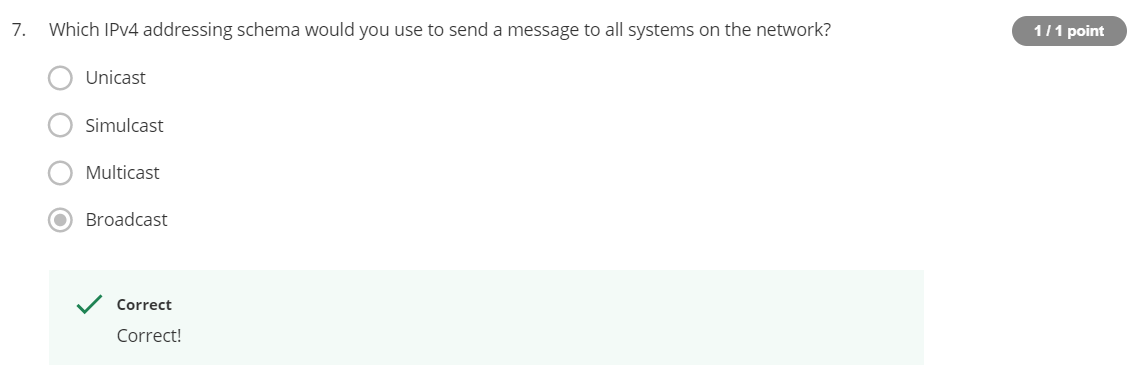 7. Which IPv4 addressing schema would you use to send a message to all systems on the network? 1 / 1 point
Unicast
Simulcast
Multicast
Broadcast
Correct
Correct!